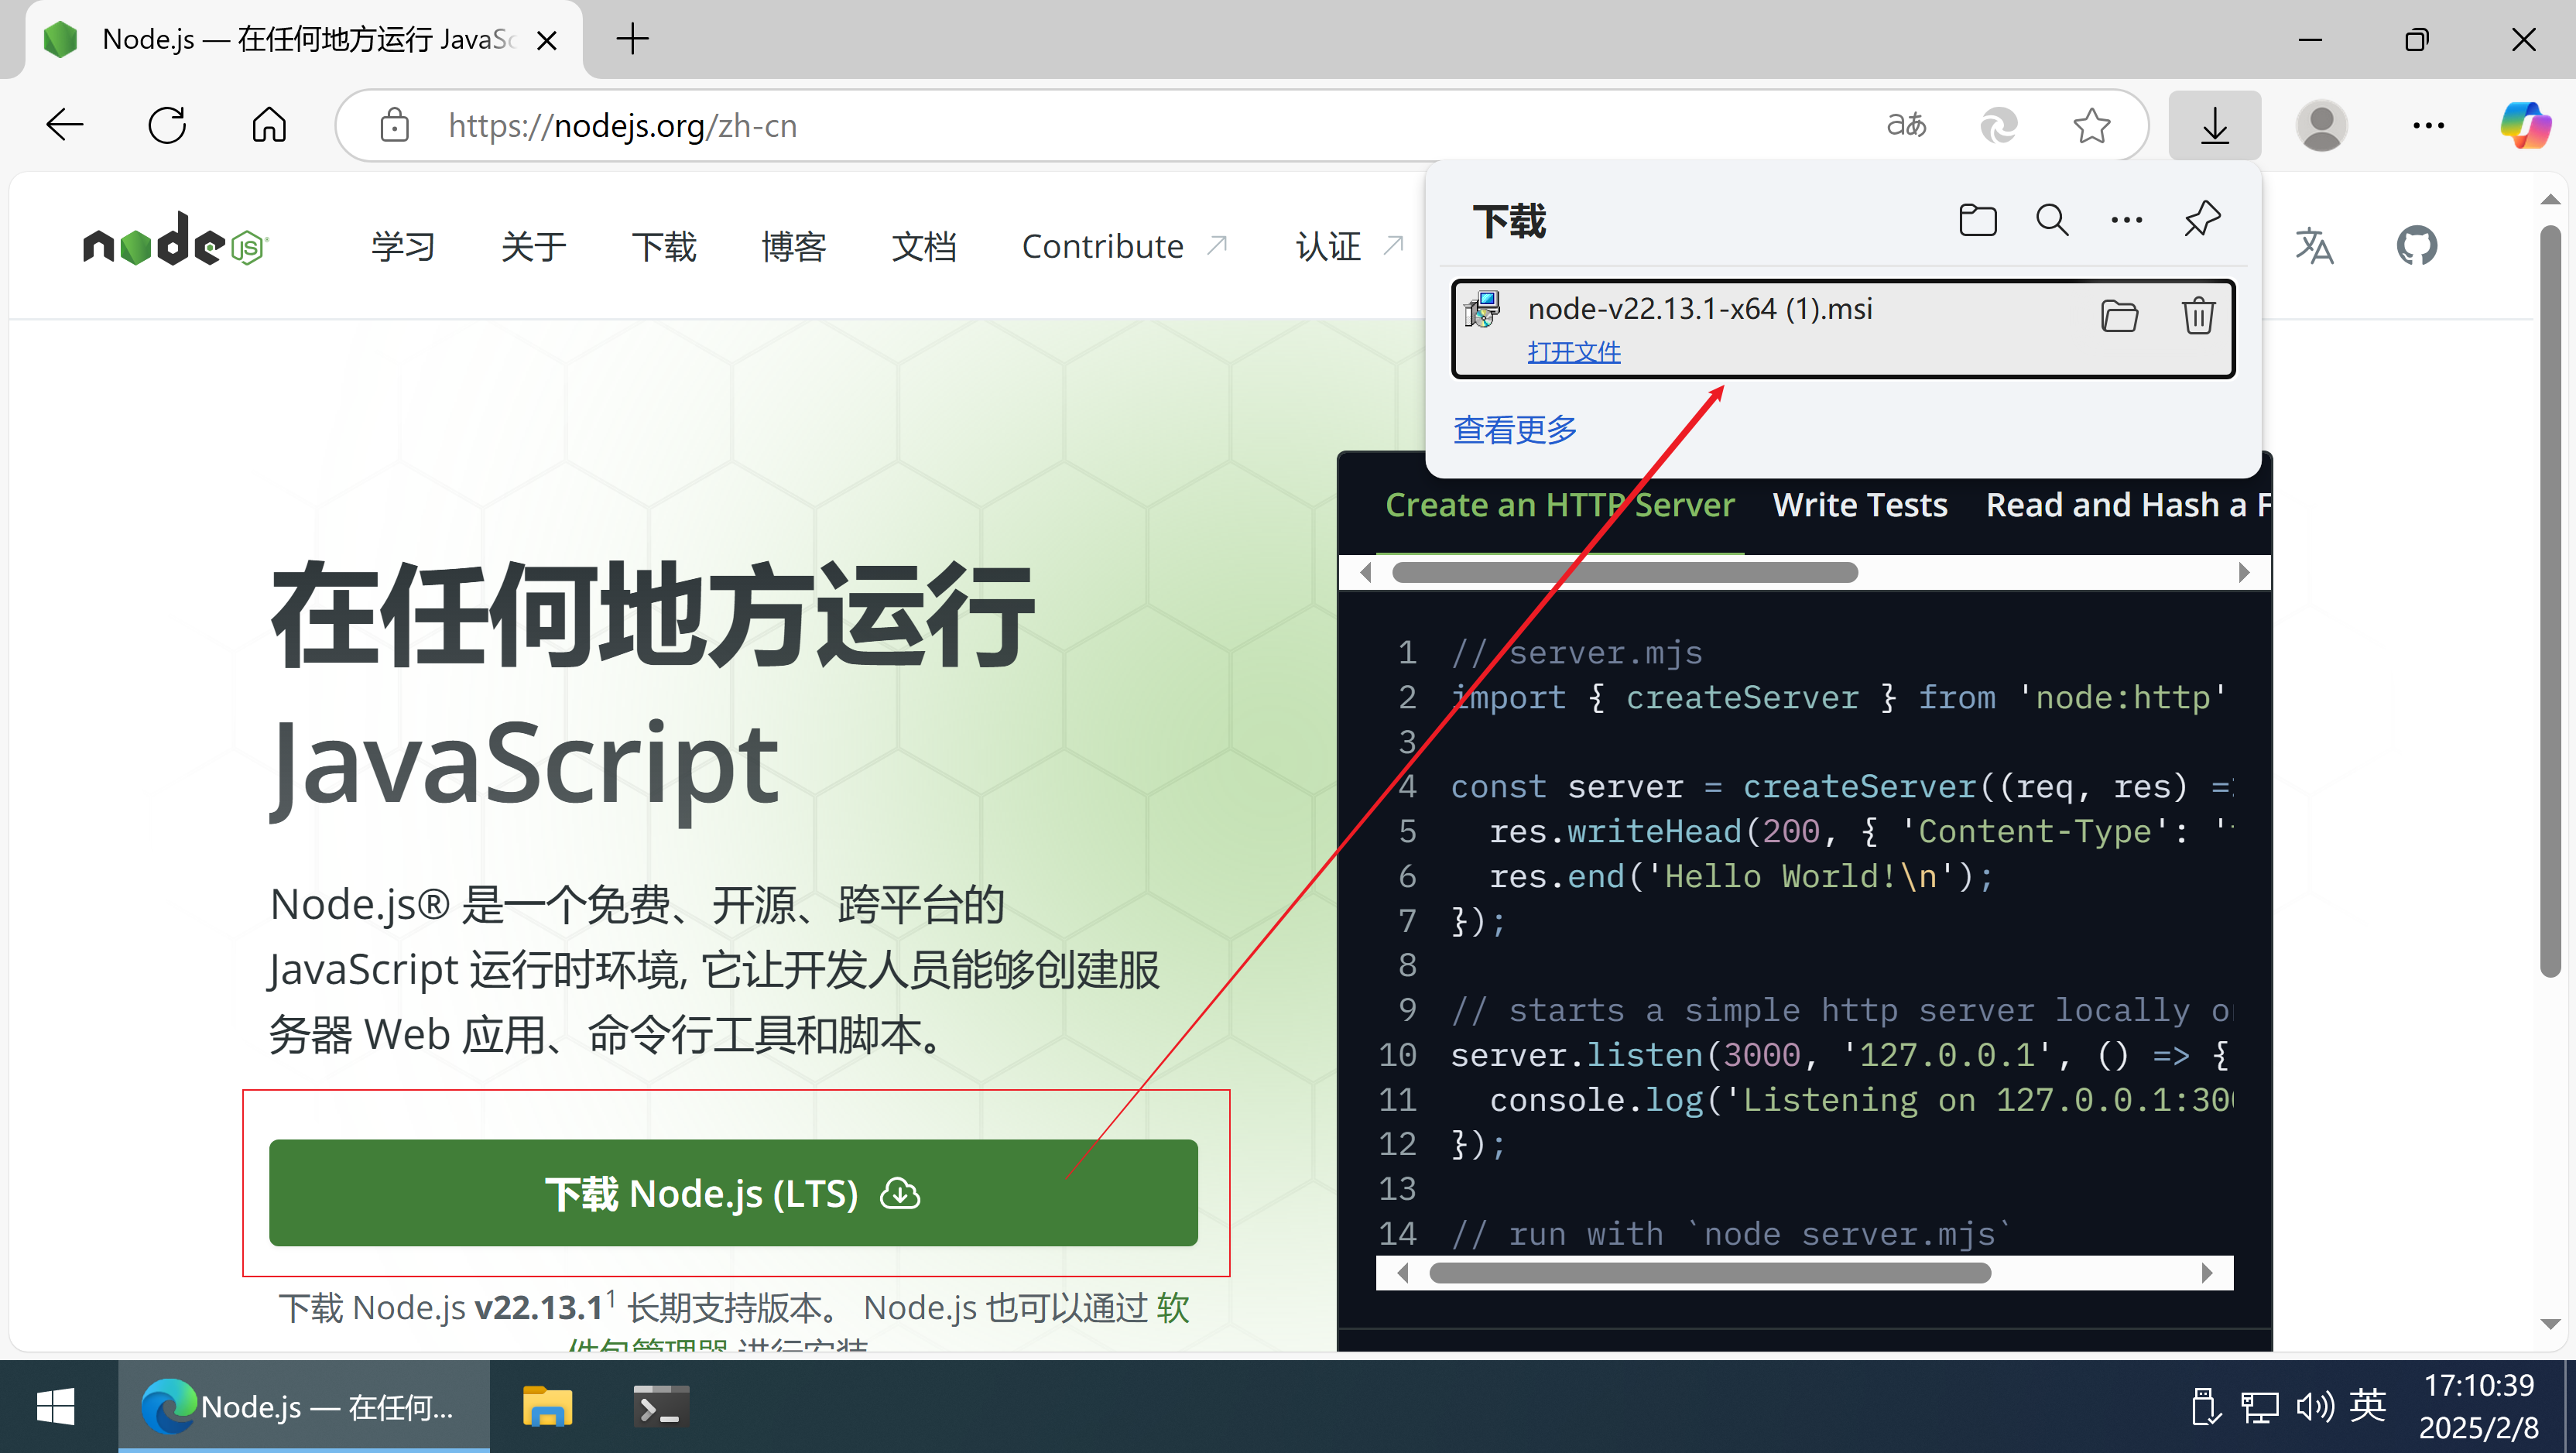 Node.js — 在任何地方运行 JavaSc
https://nodejs.org/zh-cn
aあ
node JS
学习 关于 下载 博客 文档 Contribute 认证
下载
node-v22.13.1-x64 (1).msi
打开文件
查看更多
在任何地方运行
JavaScript
Node.js® 是一个免费、开源、跨平台的
JavaScript 运行时环境, 它让开发人员能够创建服
务器 Web 应用、命令行工具和脚本。
下载 Node.js (LTS)
下载 Node.js v22.13.1¹ 长期支持版本。 Node.js 也可以通过 软
件包管理器 进行安装
Create an HTTP Server Write Tests Read and Hash a F
1 // server.mjs
2 import { createServer } from 'node:http'
3
4 const server = createServer((req, res) =>
5 res.writeHead(200, { 'Content-Type': '
6 res.end('Hello World!\n');
7 });
8
9 // starts a simple http server locally o
10 server.listen(3000, '127.0.0.1', () => {
11 console.log('Listening on 127.0.0.1:300
12 });
13
14 // run with `node server.mjs`
Node.js — 在任何...
英
17:10:39
2025/2/8